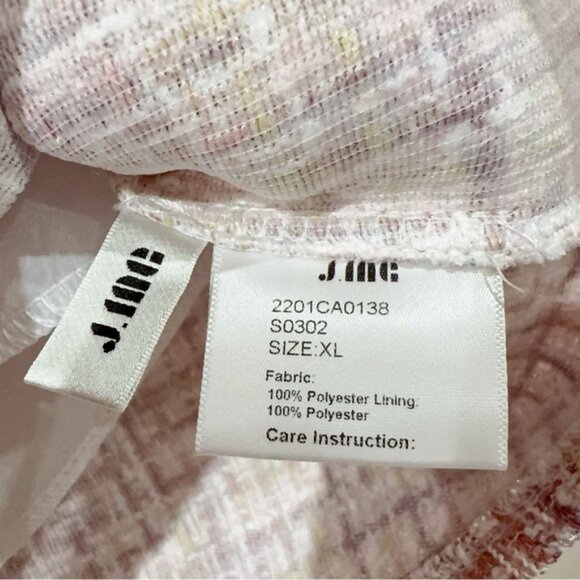 J.ING
J.ING
2201CA0138
S0302
SIZE:XL
Fabric:
100% Polyester Lining:
100% Polyester
Care Instruction: